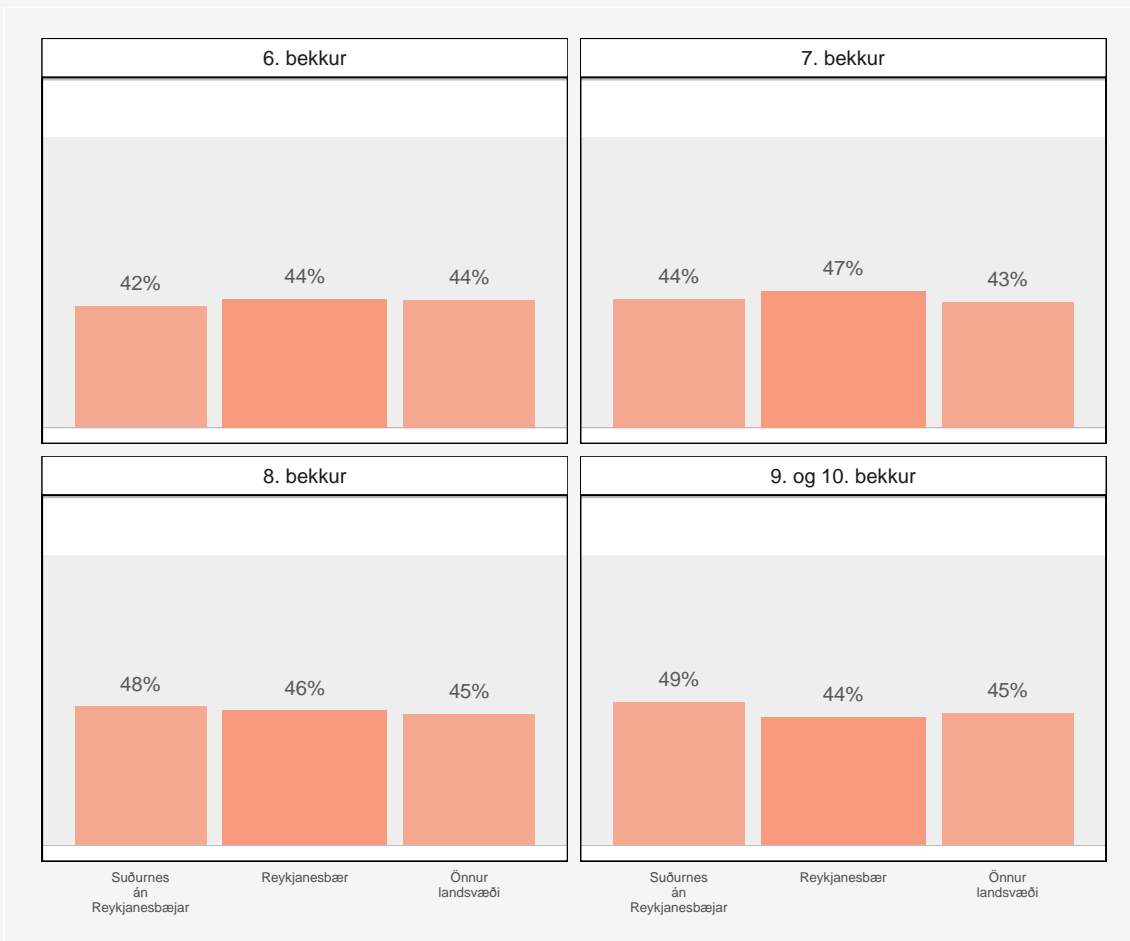 6. bekkur
7. bekkur
42%
44%
44%
44%
47%
43%
8. bekkur
9. og 10. bekkur
48%
46%
45%
49%
44%
45%
Suðurnes
án
Reykjanesbæjar
Reykjanesbær
Önnur
landsvæði
Suðurnes
án
Reykjanesbæjar
Reykjanesbær
Önnur
landsvæði